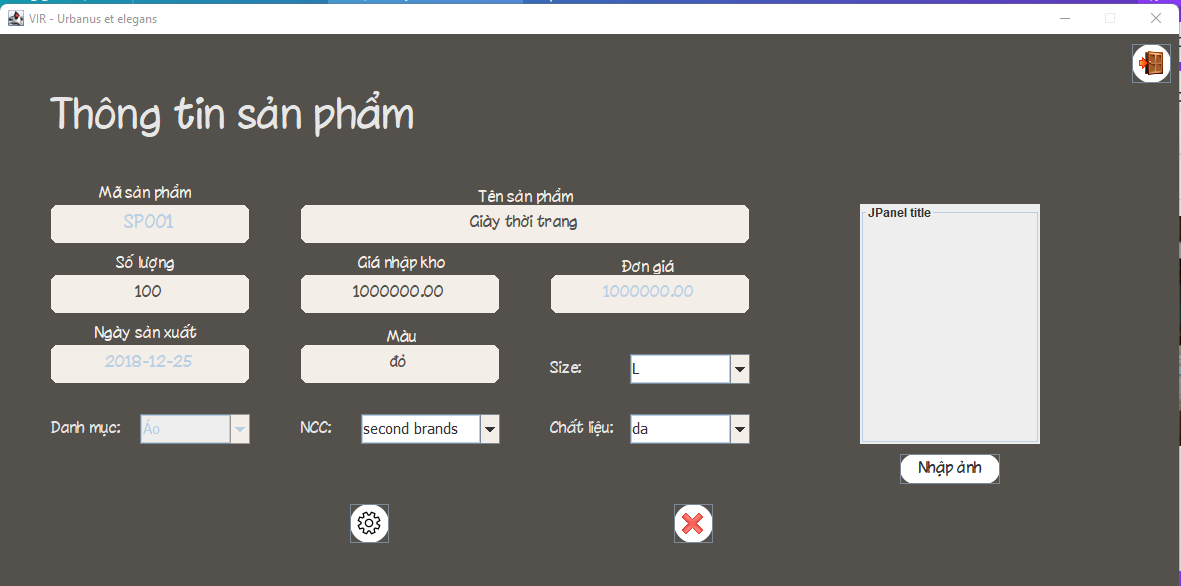 VIR - Urbanus et elegans
Thông tin sản phẩm
Mã sản phẩm
Tên sản phẩm
SP001
Giày thời trang
JPanel title
Số lượng
Giá nhập kho
Đơn giá
100
1000000.00
1000000.00
Ngày sản xuất
Màu
2018-12-25
đỏ
Size:
L
Danh mục:
Áo
NCC:
second brands
Chất liệu:
da
Nhập ảnh